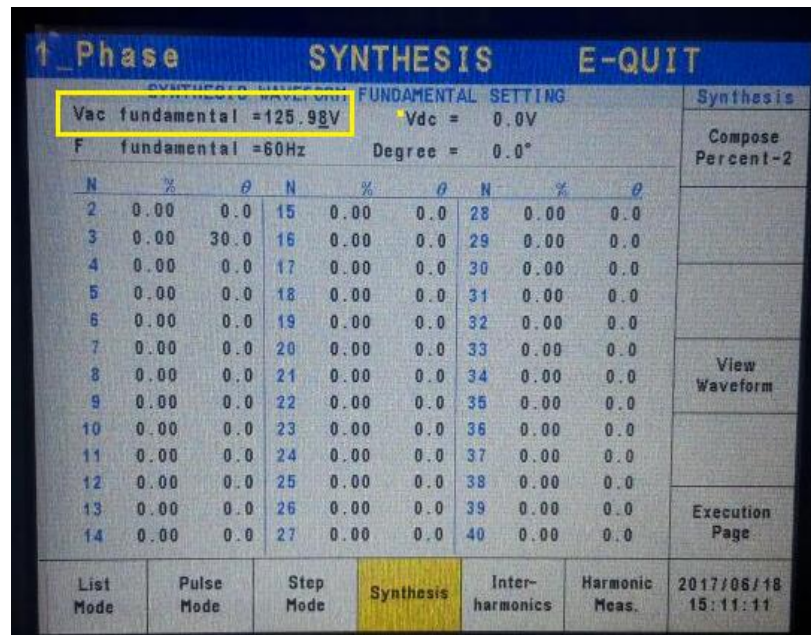 1_Phase SYNTHESIS E-QUIT
SYNTHESIS WAVEFORM FUNDAMENTAL SETTING
Vac fundamental =125.98V Vdc = 0.0V
F fundamental =60Hz Degree = 0.0°
N % θ N % θ N % θ
2 0.00 0.0 15 0.00 0.0 28 0.00 0.0
3 0.00 30.0 16 0.00 0.0 29 0.00 0.0
4 0.00 0.0 17 0.00 0.0 30 0.00 0.0
5 0.00 0.0 18 0.00 0.0 31 0.00 0.0
6 0.00 0.0 19 0.00 0.0 32 0.00 0.0
7 0.00 0.0 20 0.00 0.0 33 0.00 0.0
8 0.00 0.0 21 0.00 0.0 34 0.00 0.0
9 0.00 0.0 22 0.00 0.0 35 0.00 0.0
10 0.00 0.0 23 0.00 0.0 36 0.00 0.0
11 0.00 0.0 24 0.00 0.0 37 0.00 0.0
12 0.00 0.0 25 0.00 0.0 38 0.00 0.0
13 0.00 0.0 26 0.00 0.0 39 0.00 0.0
14 0.00 0.0 27 0.00 0.0 40 0.00 0.0
Synthesis
Compose
Percent-2
View
Waveform
Execution
Page
List
Mode
Pulse
Mode
Step
Mode
Synthesis
Inter-
harmonics
Harmonic
Meas.
2017/06/18
15:11:11